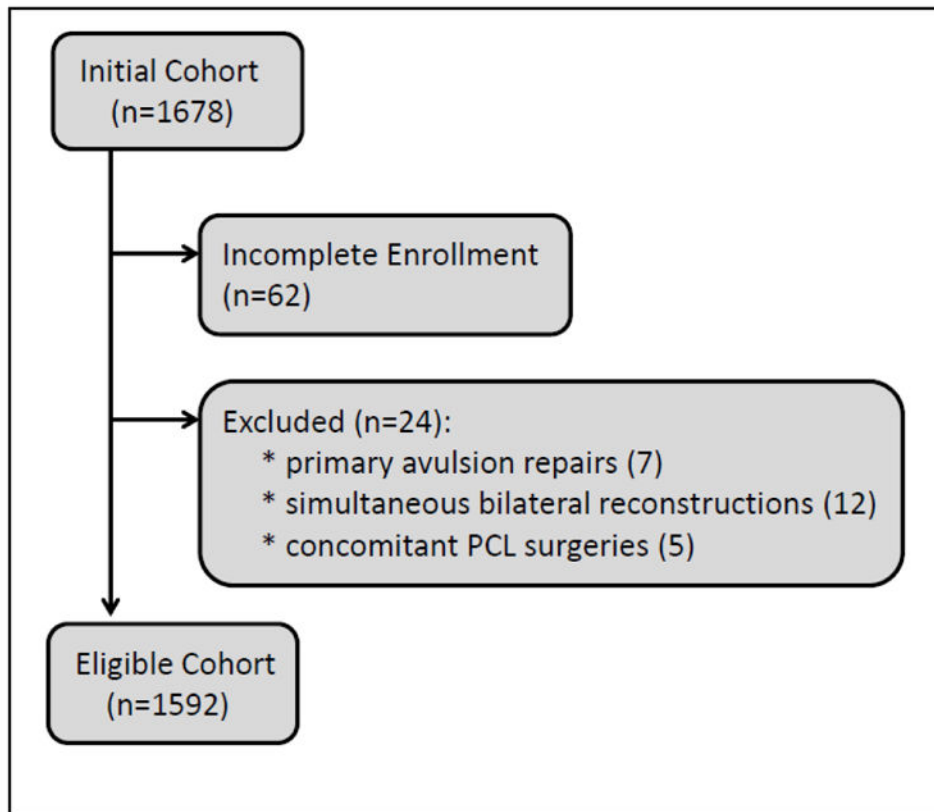 Initial Cohort
(n=1678)
Incomplete Enrollment
(n=62)
Excluded (n=24):
* primary avulsion repairs (7)
* simultaneous bilateral reconstructions (12)
* concomitant PCL surgeries (5)
Eligible Cohort
(n=1592)